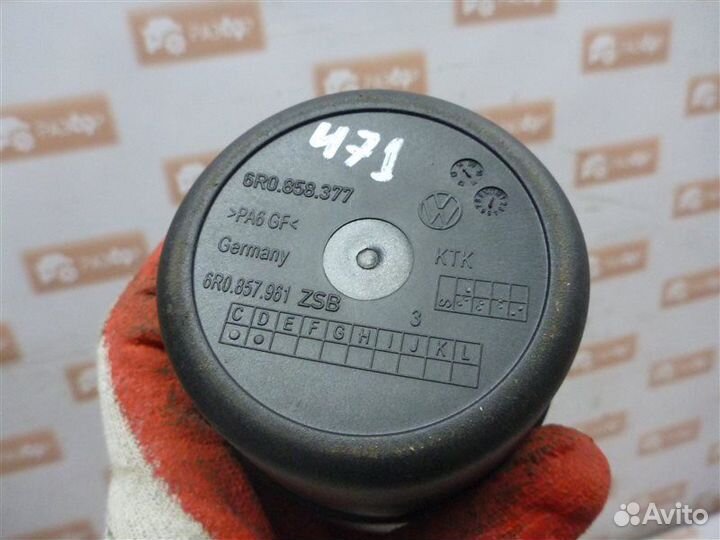 471
6R0.858.377
>PA6 GF<
Germany
KTK
6R0.857.961 ZSB
3
C D E F G H I J K L
Avito